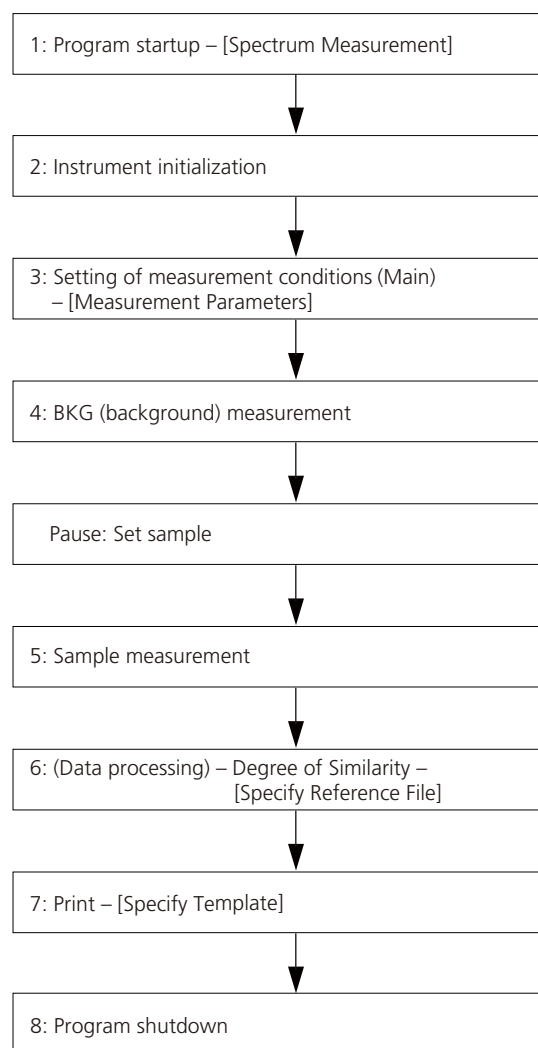 1: Program startup – [Spectrum Measurement]
2: Instrument initialization
3: Setting of measurement conditions (Main)
– [Measurement Parameters]
4: BKG (background) measurement
Pause: Set sample
5: Sample measurement
6: (Data processing) – Degree of Similarity –
[Specify Reference File]
7: Print – [Specify Template]
8: Program shutdown